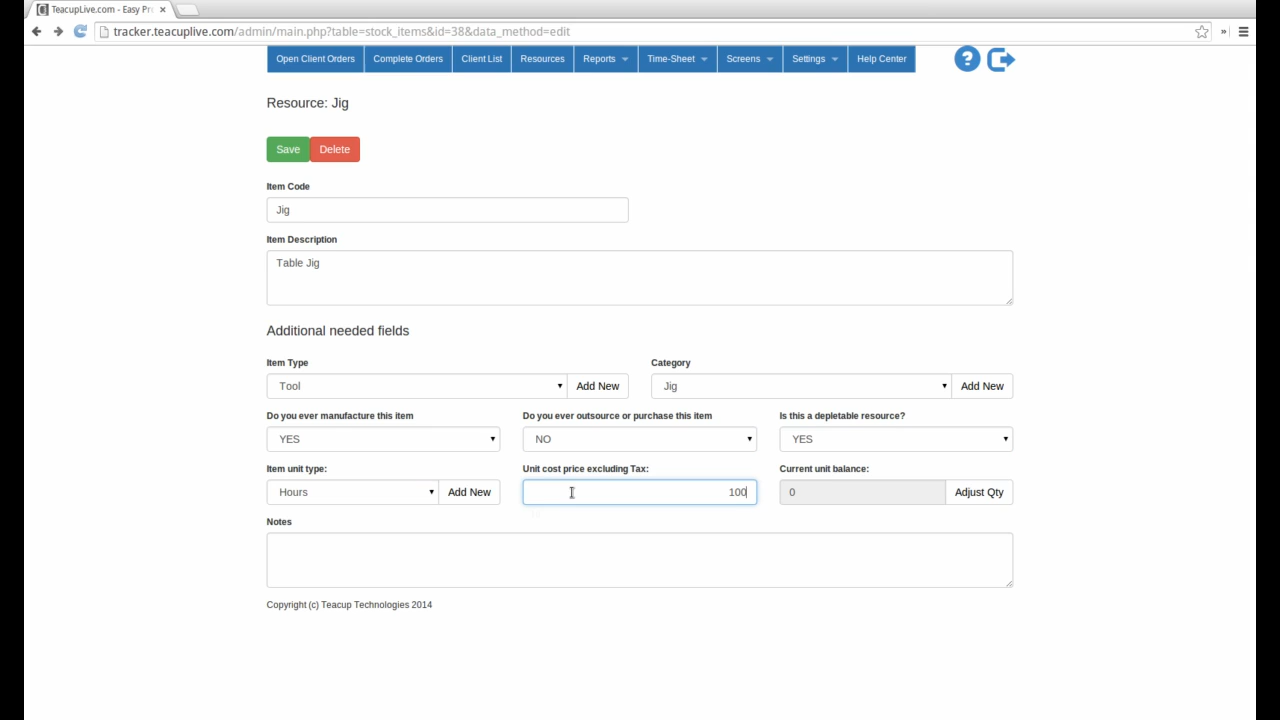 TeacupLive.com - Easy Pr
tracker.teacuplive.com/admin/main.php?table=stock_items&id=38&data_method=edit
Open Client Orders Complete Orders Client List Resources Reports Time-Sheet Screens Settings Help Center ?
Resource: Jig
Save Delete
Item Code
Jig
Item Description
Table Jig
Additional needed fields
Item Type Category
Tool Add New Jig Add New
Do you ever manufacture this item Do you ever outsource or purchase this item Is this a depletable resource?
YES NO YES
Item unit type: Unit cost price excluding Tax: Current unit balance:
Hours Add New 100 0 Adjust Qty
Notes
Copyright (c) Teacup Technologies 2014